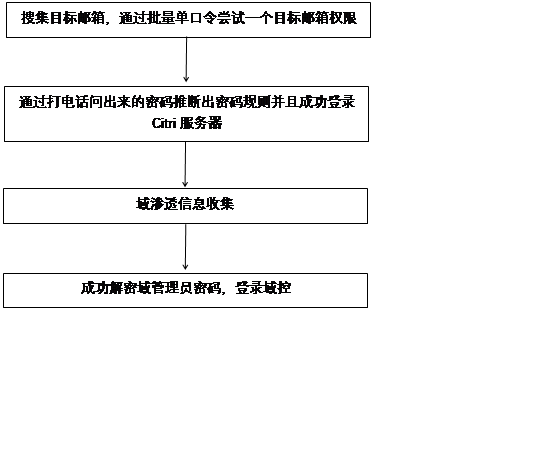 搜集目标邮箱，通过批量单口令尝试一个目标邮箱权限
通过打电话问出来的密码推断出密码规则并且成功登录
Citri 服务器
域渗透信息收集
成功解密域管理员密码，登录域控